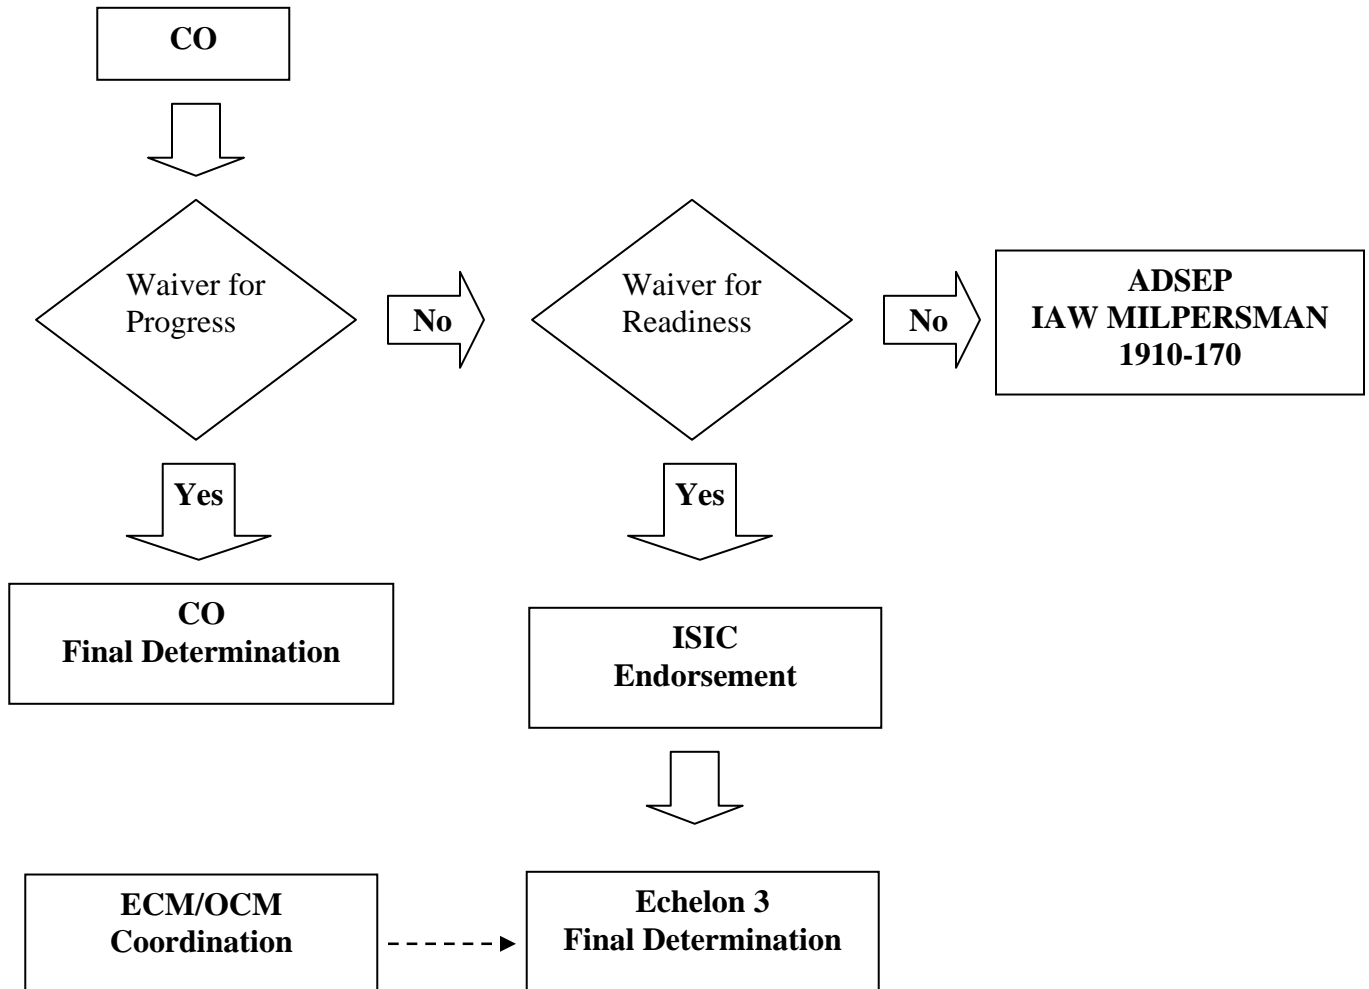 CO
Waiver for
Progress
No
Waiver for
Readiness
No
ADSEP
IAW MILPERSMAN
1910-170
Yes
Yes
CO
Final Determination
ISIC
Endorsement
ECM/OCM
Coordination
Echelon 3
Final Determination